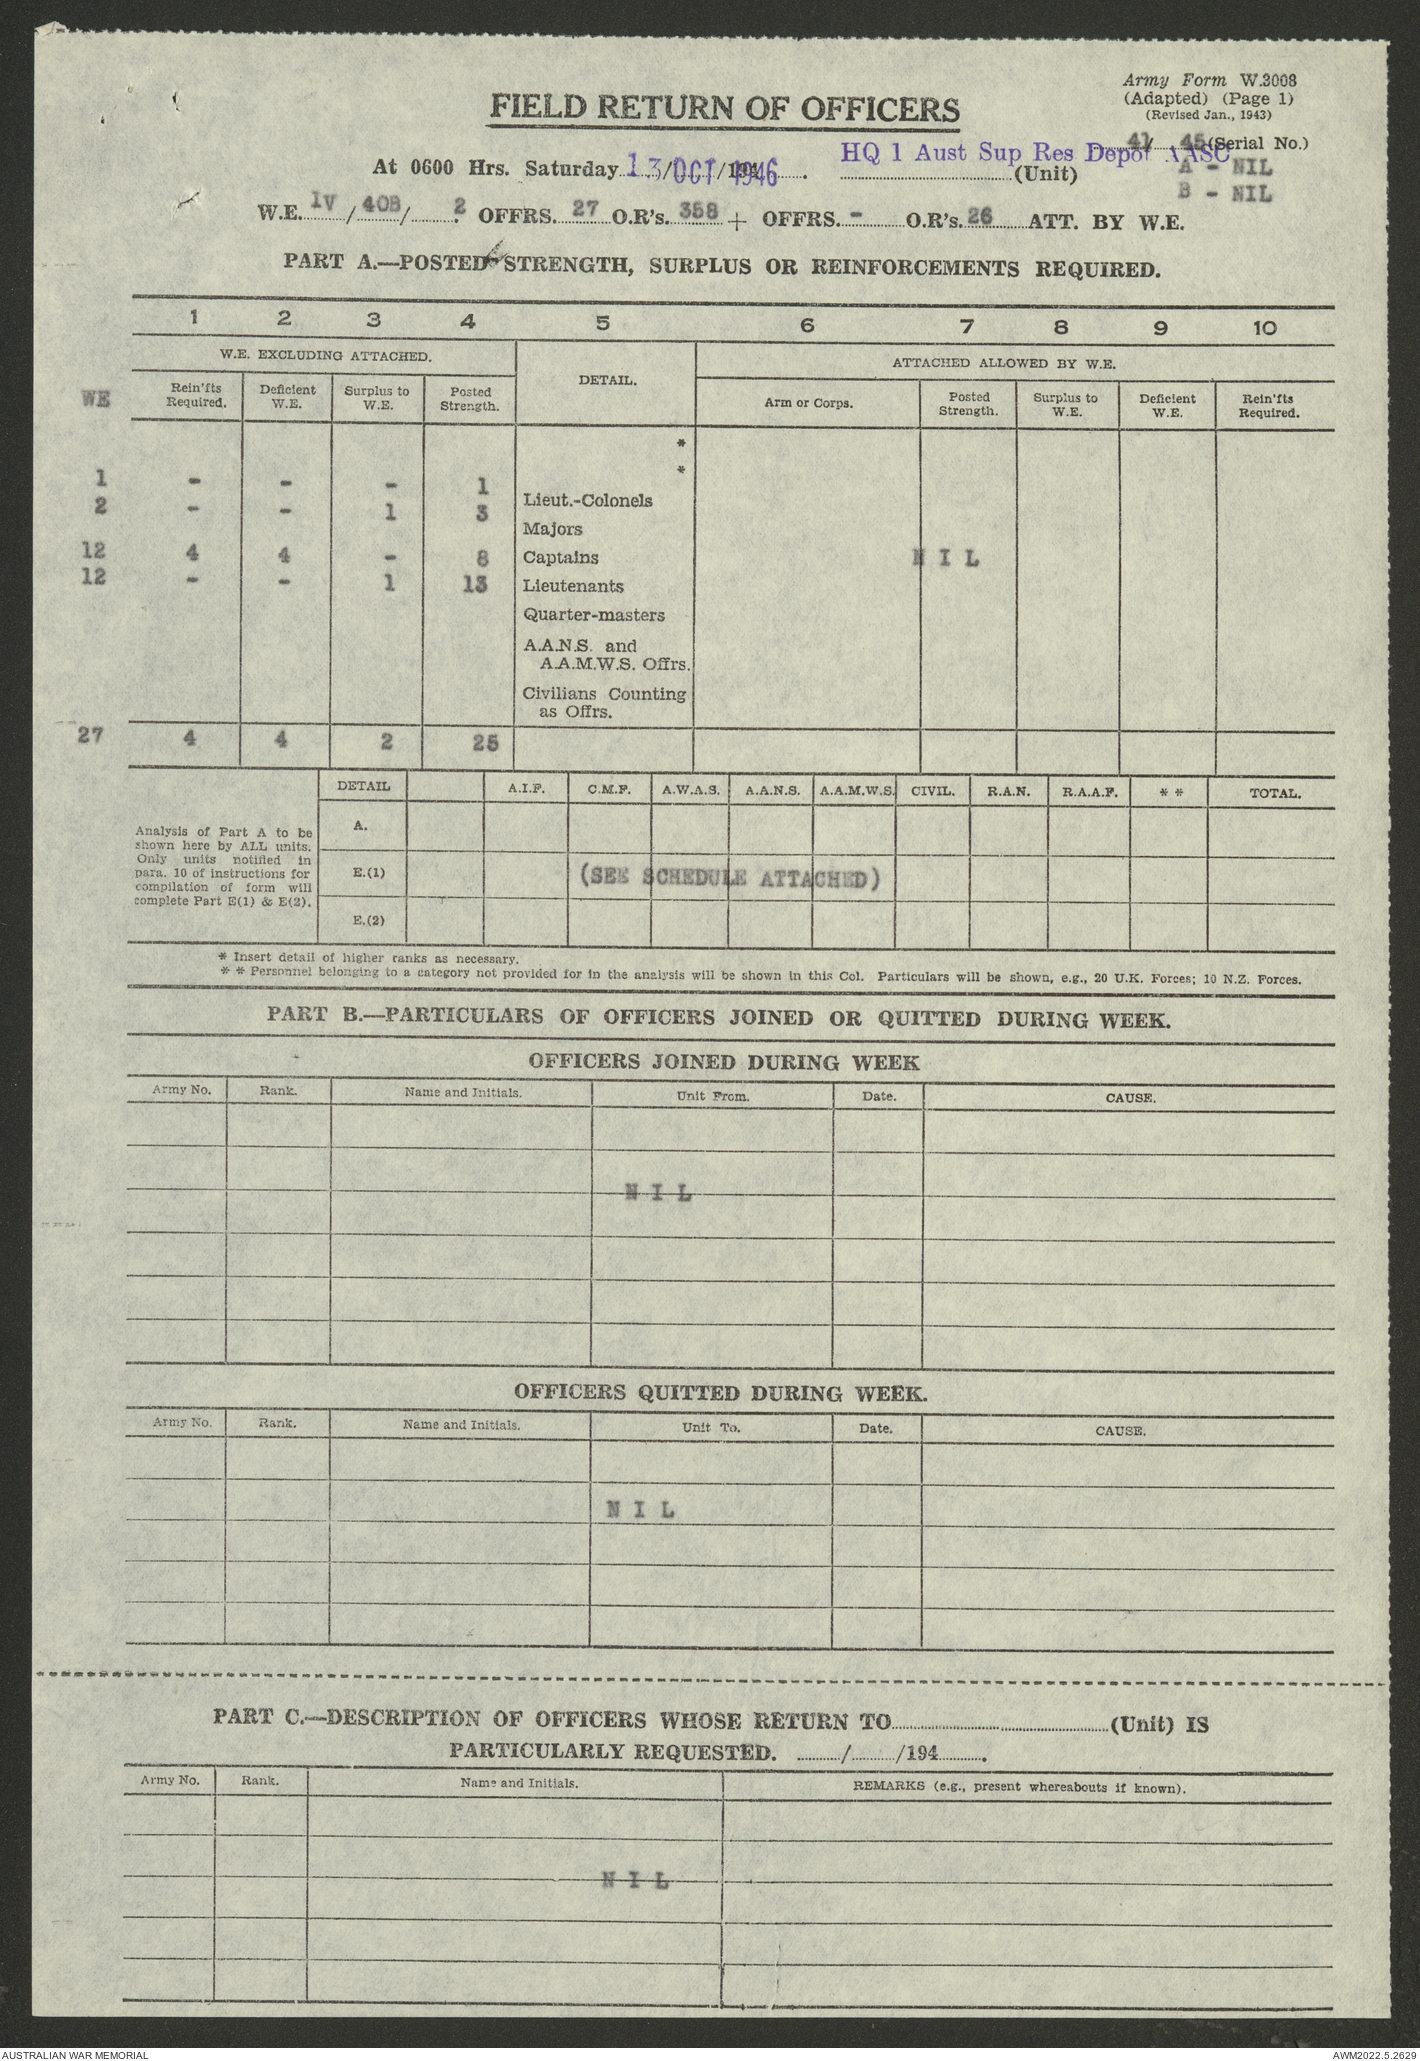 Army Form W.3008
(Adapted) (Page 1)
(Revised Jan., 1943)
FIELD RETURN OF OFFICERS
41/ 45 (Serial No.)
At 0600 Hrs. Saturday 13/OCT/1946. HQ 1 Aust Sup Res Depot AASC (Unit)
A - NIL
B - NIL
W.E. IV /40B/ 2 OFFRS. 27 O.R's. 358 + OFFRS. - O.R's. 26 ATT. BY W.E.
PART A.—POSTED STRENGTH, SURPLUS OR REINFORCEMENTS REQUIRED.
1 2 3 4 5 6 7 8 9 10
W.E. EXCLUDING ATTACHED. DETAIL. ATTACHED ALLOWED BY W.E.
WE Rein'fts Required. Deficient W.E. Surplus to W.E. Posted Strength. Arm or Corps. Posted Strength. Surplus to W.E. Deficient W.E. Rein'fts Required.
*
*
1 - - - 1 Lieut.-Colonels
2 - - 1 3 Majors
12 4 4 - 8 Captains N I L
12 - - 1 13 Lieutenants
Quarter-masters
A.A.N.S. and
A.A.M.W.S. Offrs.
Civilians Counting
as Offrs.
27 4 4 2 25
DETAIL A.I.F. C.M.F. A.W.A.S. A.A.N.S. A.A.M.W.S. CIVIL. R.A.N. R.A.A.F. * * TOTAL.
Analysis of Part A to be
shown here by ALL units.
Only units notified in
para. 10 of instructions for
compilation of form will
complete Part E(1) & E(2).
A.
E.(1) (SEE SCHEDULE ATTACHED)
E.(2)
* Insert detail of higher ranks as necessary.
* * Personnel belonging to a category not provided for in the analysis will be shown in this Col. Particulars will be shown, e.g., 20 U.K. Forces; 10 N.Z. Forces.
PART B.—PARTICULARS OF OFFICERS JOINED OR QUITTED DURING WEEK.
OFFICERS JOINED DURING WEEK
Army No. Rank. Name and Initials. Unit From. Date. CAUSE.
N I L
OFFICERS QUITTED DURING WEEK.
Army No. Rank. Name and Initials. Unit To. Date. CAUSE.
N I L
PART C.—DESCRIPTION OF OFFICERS WHOSE RETURN TO (Unit) IS
PARTICULARLY REQUESTED. / /194 .
Army No. Rank. Name and Initials. REMARKS (e.g., present whereabouts if known).
N I L
AUSTRALIAN WAR MEMORIAL AWM2022.5.2629